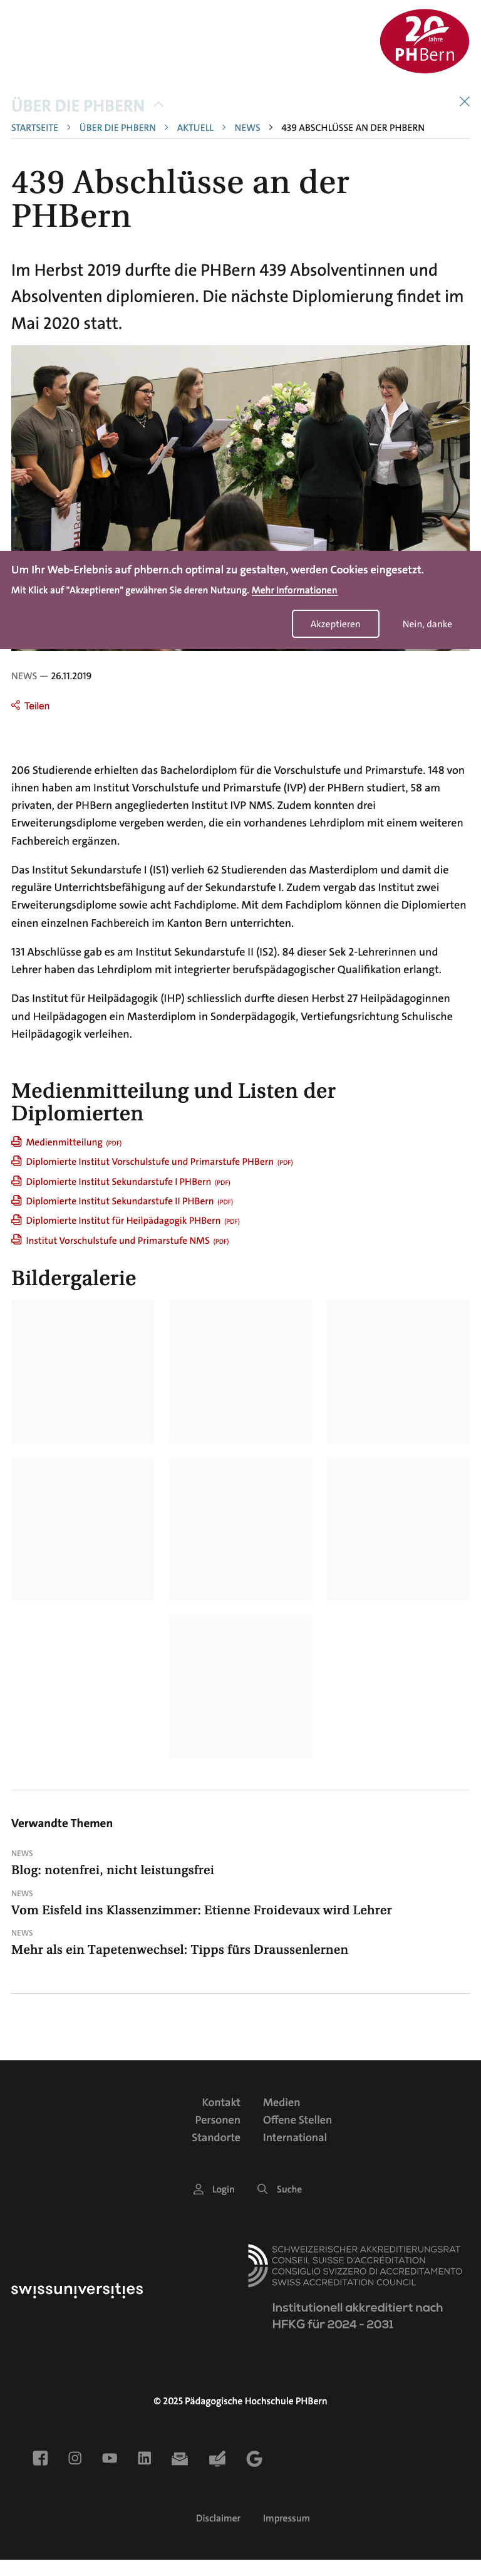 20
Jahre
PHBern
ÜBER DIE PHBERN
STARTSEITE > ÜBER DIE PHBERN > AKTUELL > NEWS > 439 ABSCHLÜSSE AN DER PHBERN
439 Abschlüsse an der
PHBern
Im Herbst 2019 durfte die PHBern 439 Absolventinnen und
Absolventen diplomieren. Die nächste Diplomierung findet im
Mai 2020 statt.
PHBern
Um Ihr Web-Erlebnis auf phbern.ch optimal zu gestalten, werden Cookies eingesetzt.
Mit Klick auf "Akzeptieren" gewähren Sie deren Nutzung. Mehr Informationen
Akzeptieren Nein, danke
NEWS — 26.11.2019
Teilen
206 Studierende erhielten das Bachelordiplom für die Vorschulstufe und Primarstufe. 148 von
ihnen haben am Institut Vorschulstufe und Primarstufe (IVP) der PHBern studiert, 58 am
privaten, der PHBern angegliederten Institut IVP NMS. Zudem konnten drei
Erweiterungsdiplome vergeben werden, die ein vorhandenes Lehrdiplom mit einem weiteren
Fachbereich ergänzen.
Das Institut Sekundarstufe I (IS1) verlieh 62 Studierenden das Masterdiplom und damit die
reguläre Unterrichtsbefähigung auf der Sekundarstufe I. Zudem vergab das Institut zwei
Erweiterungsdiplome sowie acht Fachdiplome. Mit dem Fachdiplom können die Diplomierten
einen einzelnen Fachbereich im Kanton Bern unterrichten.
131 Abschlüsse gab es am Institut Sekundarstufe II (IS2). 84 dieser Sek 2-Lehrerinnen und
Lehrer haben das Lehrdiplom mit integrierter berufspädagogischer Qualifikation erlangt.
Das Institut für Heilpädagogik (IHP) schliesslich durfte diesen Herbst 27 Heilpädagoginnen
und Heilpädagogen ein Masterdiplom in Sonderpädagogik, Vertiefungsrichtung Schulische
Heilpädagogik verleihen.
Medienmitteilung und Listen der
Diplomierten
Medienmitteilung (PDF)
Diplomierte Institut Vorschulstufe und Primarstufe PHBern (PDF)
Diplomierte Institut Sekundarstufe I PHBern (PDF)
Diplomierte Institut Sekundarstufe II PHBern (PDF)
Diplomierte Institut für Heilpädagogik PHBern (PDF)
Institut Vorschulstufe und Primarstufe NMS (PDF)
Bildergalerie
Verwandte Themen
NEWS
Blog: notenfrei, nicht leistungsfrei
NEWS
Vom Eisfeld ins Klassenzimmer: Etienne Froidevaux wird Lehrer
NEWS
Mehr als ein Tapetenwechsel: Tipps fürs Draussenlernen
Kontakt Medien
Personen Offene Stellen
Standorte International
Login Suche
swissuniversities
SCHWEIZERISCHER AKKREDITIERUNGSRAT
CONSEIL SUISSE D'ACCRÉDITATION
CONSIGLIO SVIZZERO DI ACCREDITAMENTO
SWISS ACCREDITATION COUNCIL
Institutionell akkreditiert nach
HFKG für 2024 - 2031
© 2025 Pädagogische Hochschule PHBern
Disclaimer Impressum